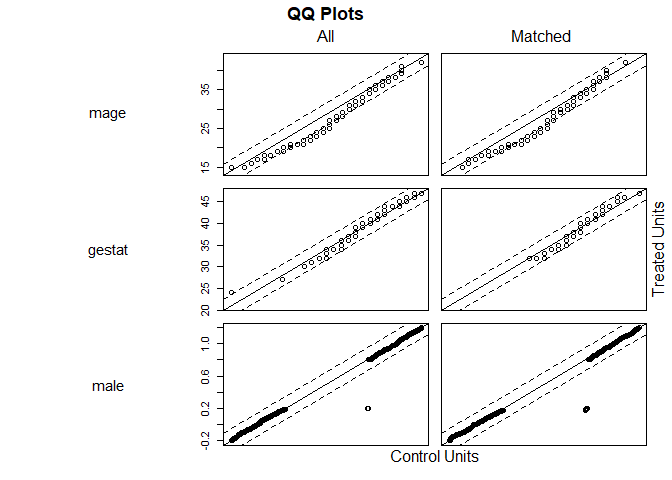 QQ Plots
All Matched
mage
15 25 35
gestat
20 25 30 35 40 45
male
-0.2 0.2 0.6 1.0
Control Units
Treated Units